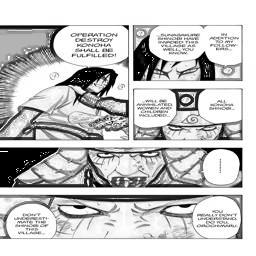 OPERATION
DESTROY
KONOHA
SHALL BE
FULFILLED!
IN
ADDITION
TO MY
FOLLOW-
ERS...
...SUNAGAKURE
SHINOBI HAVE
INVADED THIS
VILLAGE AS
WELL, YOU
KNOW.
ALL
KONOHA
SHINOBI...
...WILL BE
ANNIHILATED,
WOMEN AND
CHILDREN
INCLUDED...
......
YOU
REALLY DON'T
UNDERSTAND,
DO YOU,
OROCHIMARU.
DON'T
UNDERESTI-
MATE THE
SHINOBI OF
THIS
VILLAGE...